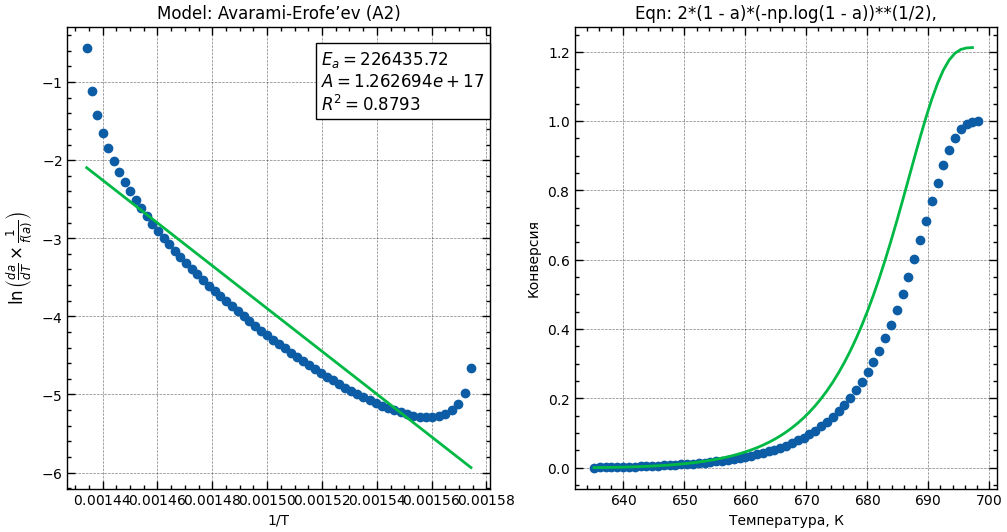 Model: Avarami-Erofe’ev (A2)
Eqn: 2*(1 - a)*(-np.log(1 - a))**(1/2),
E_a = 226435.72
A = 1.262694e + 17
R^2 = 0.8793
ln (da/dT × 1/f(a))
−1
−2
−3
−4
−5
−6
0.00144 0.00146 0.00148 0.00150 0.00152 0.00154 0.00156 0.00158
1/T
Конверсия
1.2
1.0
0.8
0.6
0.4
0.2
0.0
640 650 660 670 680 690 700
Температура, К